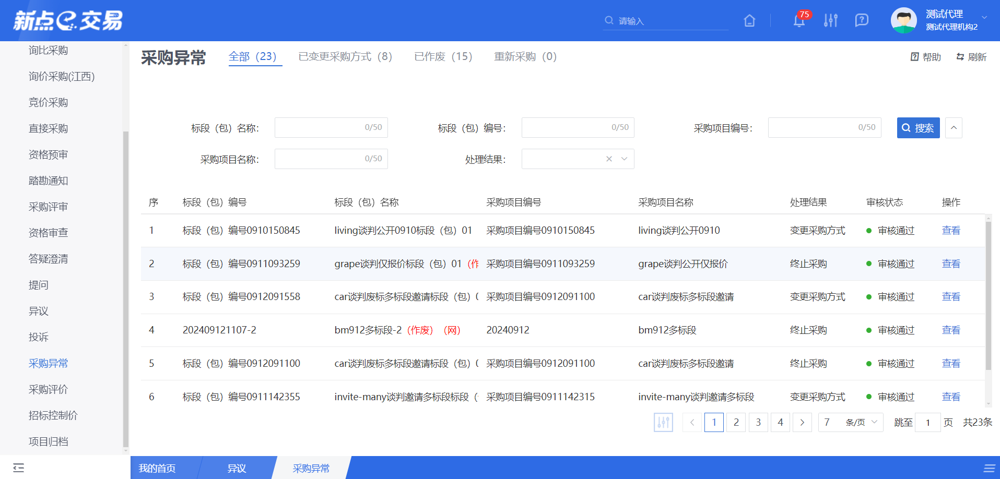 新点e交易
请输入
75
测试代理
测试代理机构2
询比采购
询价采购(江西)
竞价采购
直接采购
资格预审
踏勘通知
采购评审
资格审查
答疑澄清
提问
异议
投诉
采购异常
采购评价
招标控制价
项目归档
采购异常 全部（23） 已变更采购方式（8） 已作废（15） 重新采购（0） 帮助 刷新
标段（包）名称： 0/50 标段（包）编号： 0/50 采购项目编号： 0/50 搜索
采购项目名称： 0/50 处理结果：
序 标段（包）编号 标段（包）名称 采购项目编号 采购项目名称 处理结果 审核状态 操作
1 标段（包）编号0910150845 living谈判公开0910标段（包）01 采购项目编号0910150845 living谈判公开0910 变更采购方式 审核通过 查看
2 标段（包）编号0911093259 grape谈判仅报价标段（包）01（作 采购项目编号0911093259 grape谈判公开仅报价 终止采购 审核通过 查看
3 标段（包）编号0912091558 car谈判废标多标段邀请标段（包） 采购项目编号0912091100 car谈判废标多标段邀请 变更采购方式 审核通过 查看
4 202409121107-2 bm912多标段-2（作废）（网） 20240912 bm912多标段 终止采购 审核通过 查看
5 标段（包）编号0912091100 car谈判废标多标段邀请标段（包） 采购项目编号0912091100 car谈判废标多标段邀请 终止采购 审核通过 查看
6 标段（包）编号0911142355 invite-many谈判邀请多标段标段（ 采购项目编号0911142315 invite-many谈判邀请多标段 变更采购方式 审核通过 查看
1 2 3 4 7 条/页 跳至 1 页 共23条
我的首页 异议 采购异常